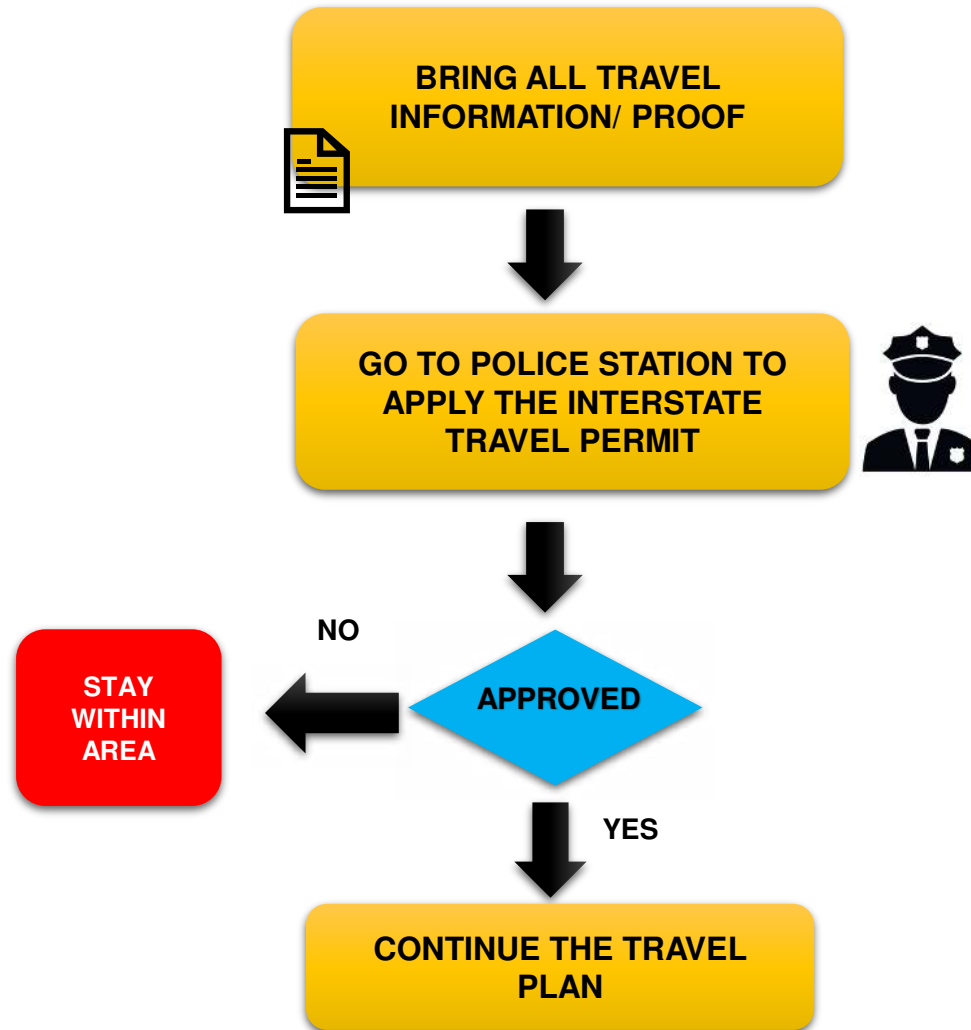 BRING ALL TRAVEL
INFORMATION/ PROOF
GO TO POLICE STATION TO
APPLY THE INTERSTATE
TRAVEL PERMIT
NO
STAY
WITHIN
AREA
APPROVED
YES
CONTINUE THE TRAVEL
PLAN